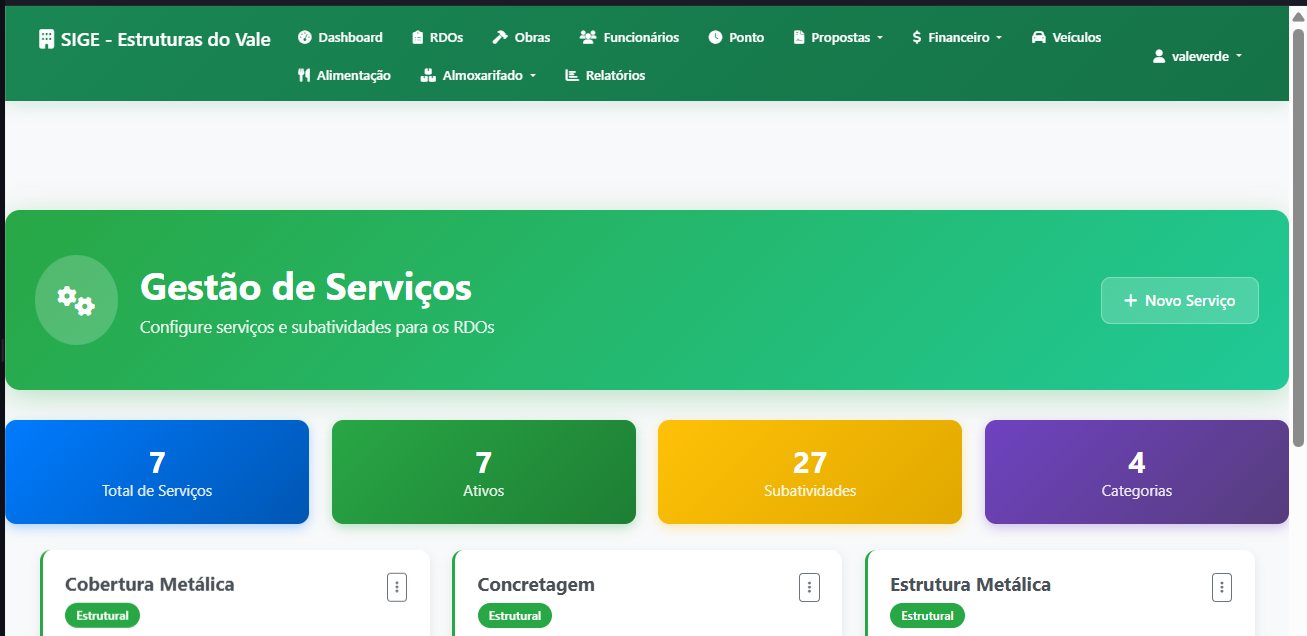 SIGE - Estruturas do Vale
Dashboard
RDOs
Obras
Funcionários
Ponto
Propostas
Financeiro
Veículos
Alimentação
Almoxarifado
Relatórios
valeverde
Gestão de Serviços
Configure serviços e subatividades para os RDOs
+ Novo Serviço
7
Total de Serviços
7
Ativos
27
Subatividades
4
Categorias
Cobertura Metálica
Estrutural
Concretagem
Estrutural
Estrutura Metálica
Estrutural